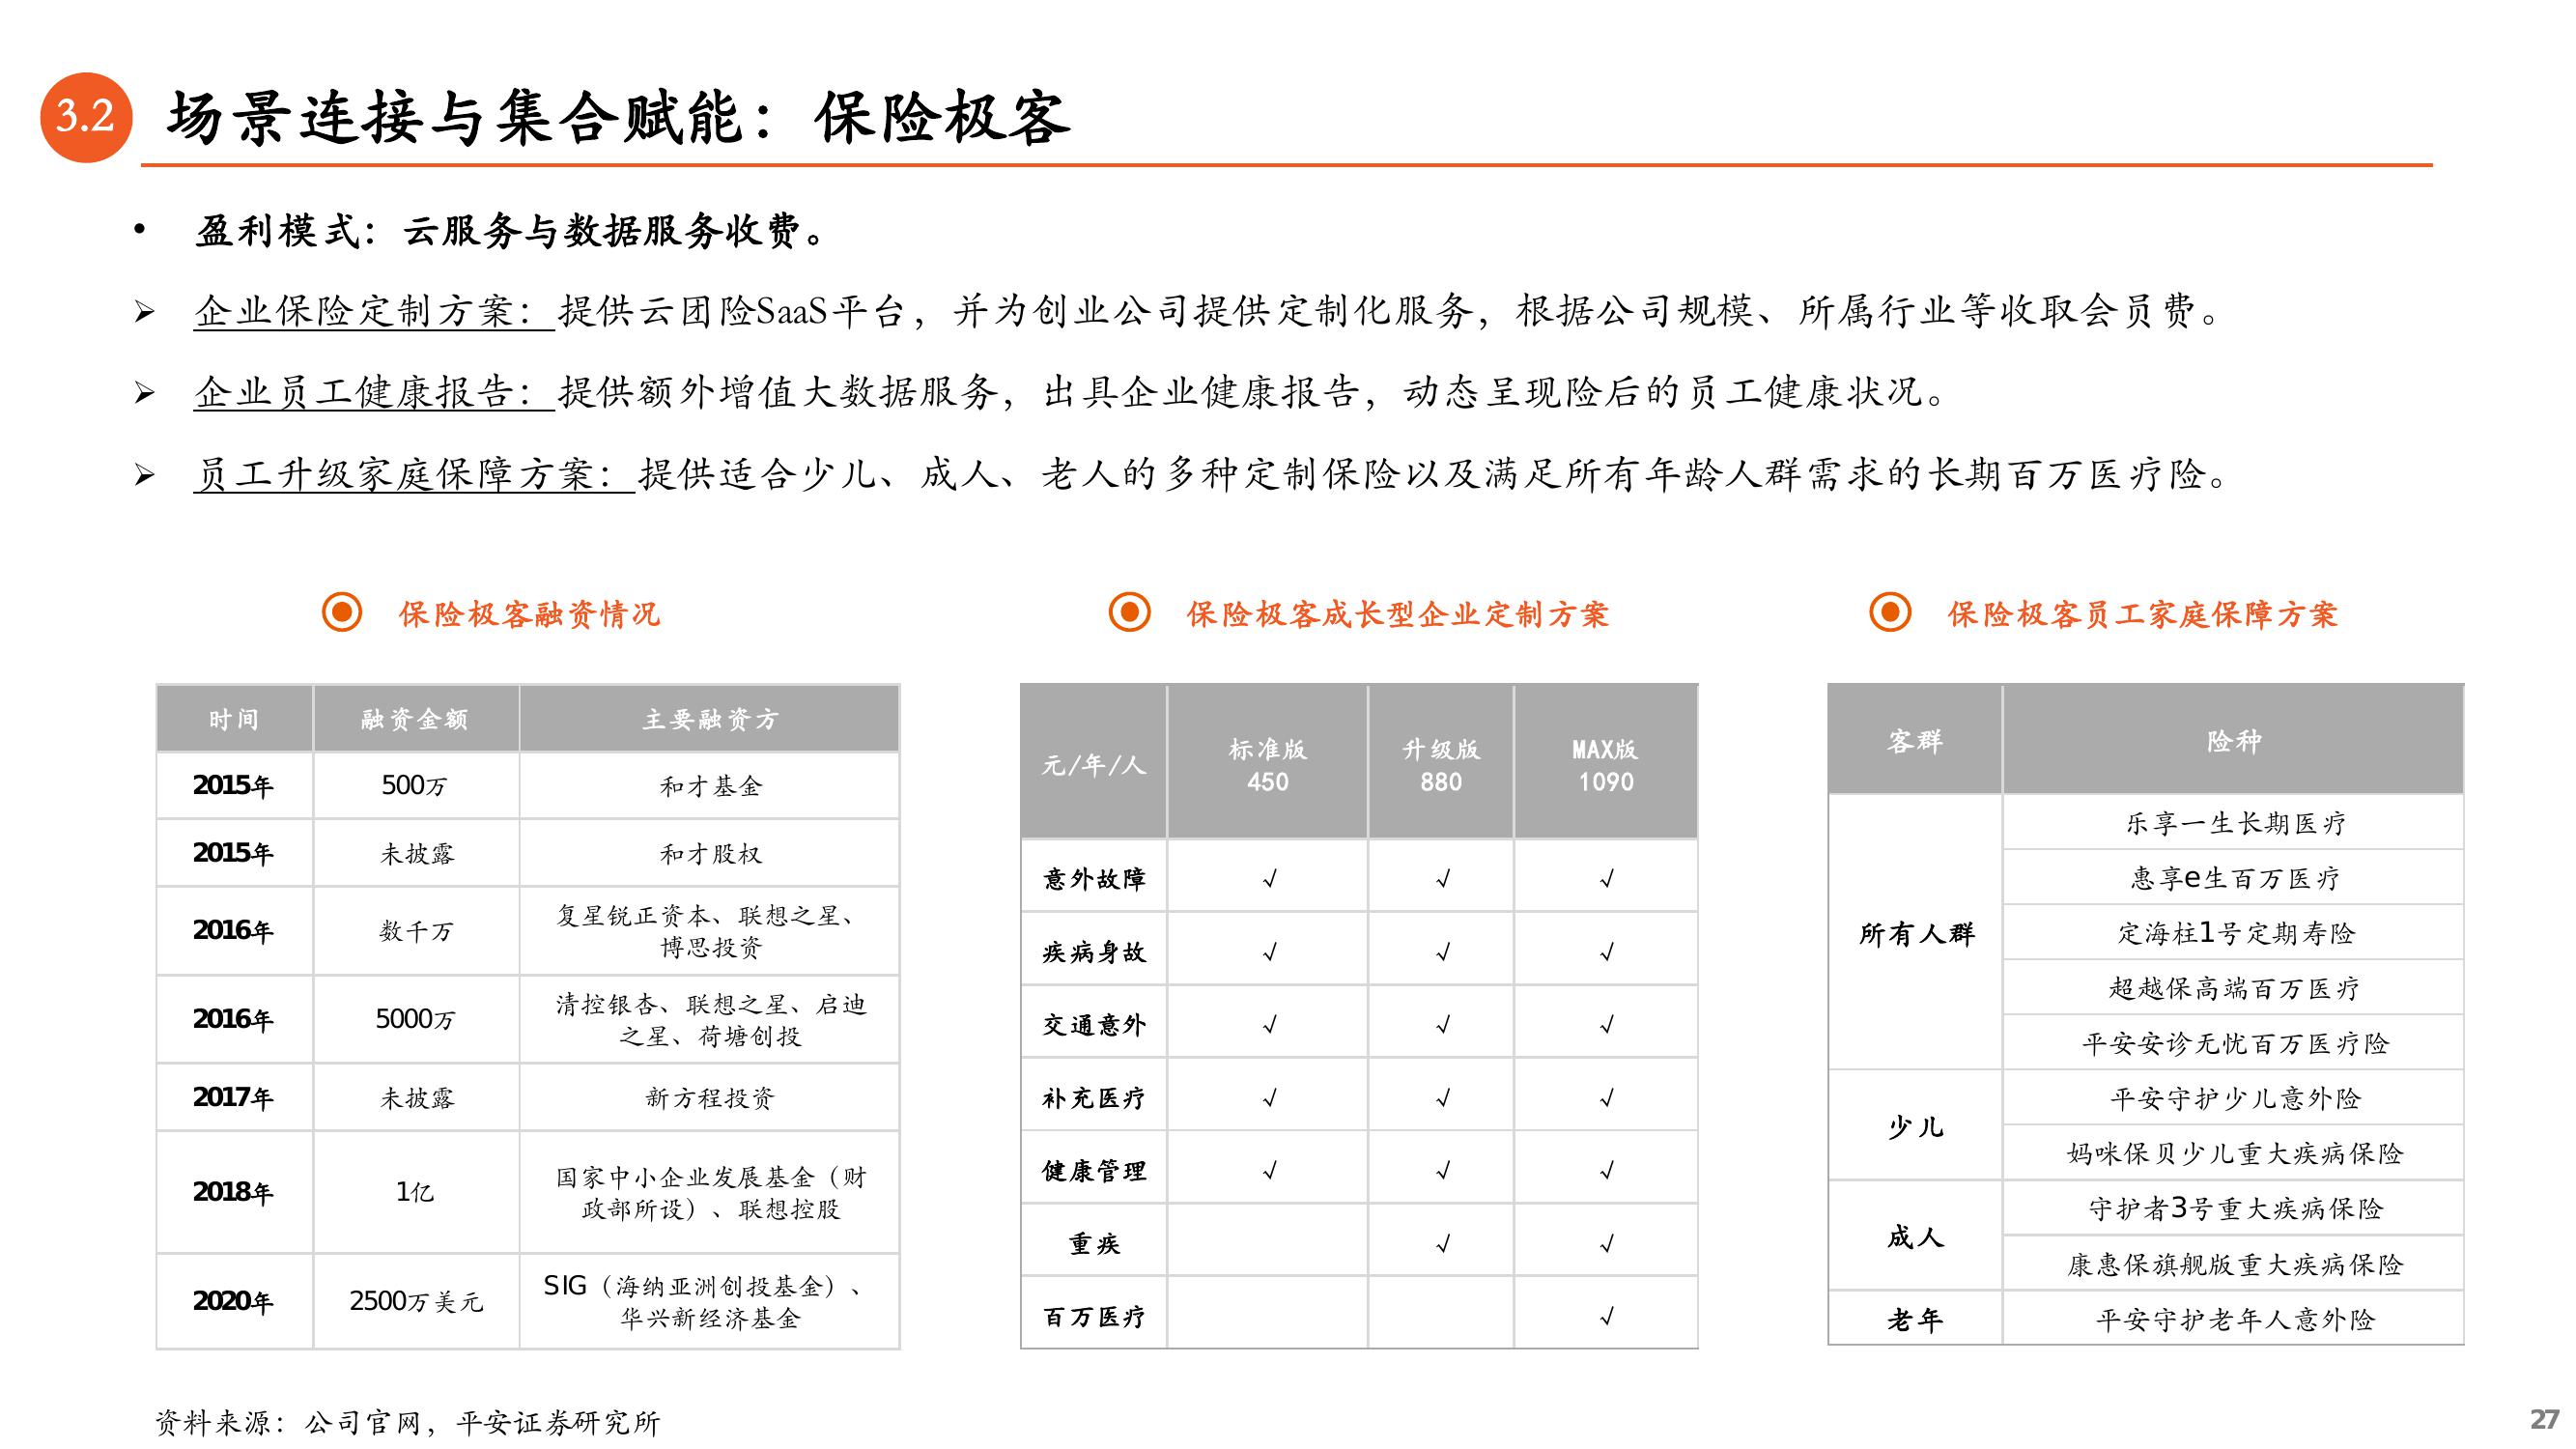 3.2 场景连接与集合赋能：保险极客
• 盈利模式：云服务与数据服务收费。
➢ 企业保险定制方案：提供云团险SaaS平台，并为创业公司提供定制化服务，根据公司规模、所属行业等收取会员费。
➢ 企业员工健康报告：提供额外增值大数据服务，出具企业健康报告，动态呈现险后的员工健康状况。
➢ 员工升级家庭保障方案：提供适合少儿、成人、老人的多种定制保险以及满足所有年龄人群需求的长期百万医疗险。
保险极客融资情况
时间 融资金额 主要融资方
2015年 500万 和才基金
2015年 未披露 和才股权
2016年 数千万 复星锐正资本、联想之星、
博思投资
2016年 5000万 清控银杏、联想之星、启迪
之星、荷塘创投
2017年 未披露 新方程投资
2018年 1亿 国家中小企业发展基金（财
政部所设）、联想控股
2020年 2500万美元 SIG（海纳亚洲创投基金）、
华兴新经济基金
保险极客成长型企业定制方案
元/年/人 标准版 升级版 MAX版
450 880 1090
意外故障 √ √ √
疾病身故 √ √ √
交通意外 √ √ √
补充医疗 √ √ √
健康管理 √ √ √
重疾 √ √
百万医疗 √
保险极客员工家庭保障方案
客群 险种
所有人群 乐享一生长期医疗
惠享e生百万医疗
定海柱1号定期寿险
超越保高端百万医疗
平安安诊无忧百万医疗险
少儿 平安守护少儿意外险
妈咪保贝少儿重大疾病保险
成人 守护者3号重大疾病保险
康惠保旗舰版重大疾病保险
老年 平安守护老年人意外险
资料来源：公司官网，平安证券研究所
27